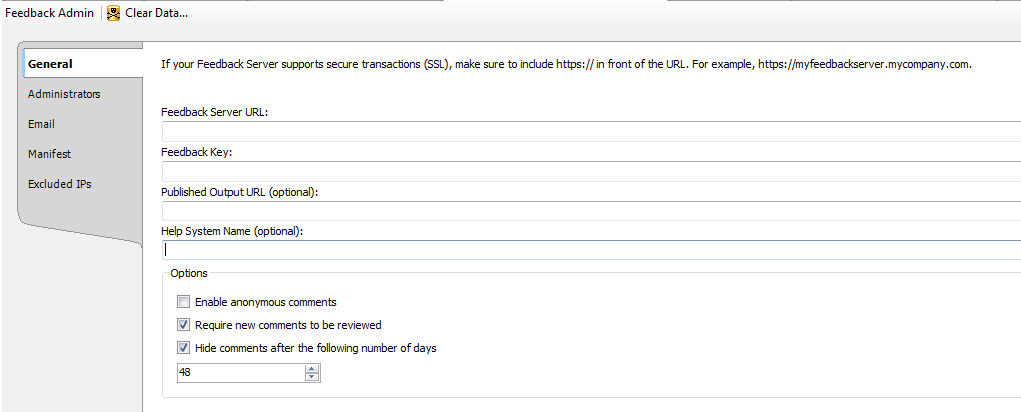 Feedback Admin Clear Data...
General
If your Feedback Server supports secure transactions (SSL), make sure to include https:// in front of the URL. For example, https://myfeedbackserver.mycompany.com.
Administrators
Email
Manifest
Excluded IPs
Feedback Server URL:
Feedback Key:
Published Output URL (optional):
Help System Name (optional):
Options
Enable anonymous comments
Require new comments to be reviewed
Hide comments after the following number of days
48